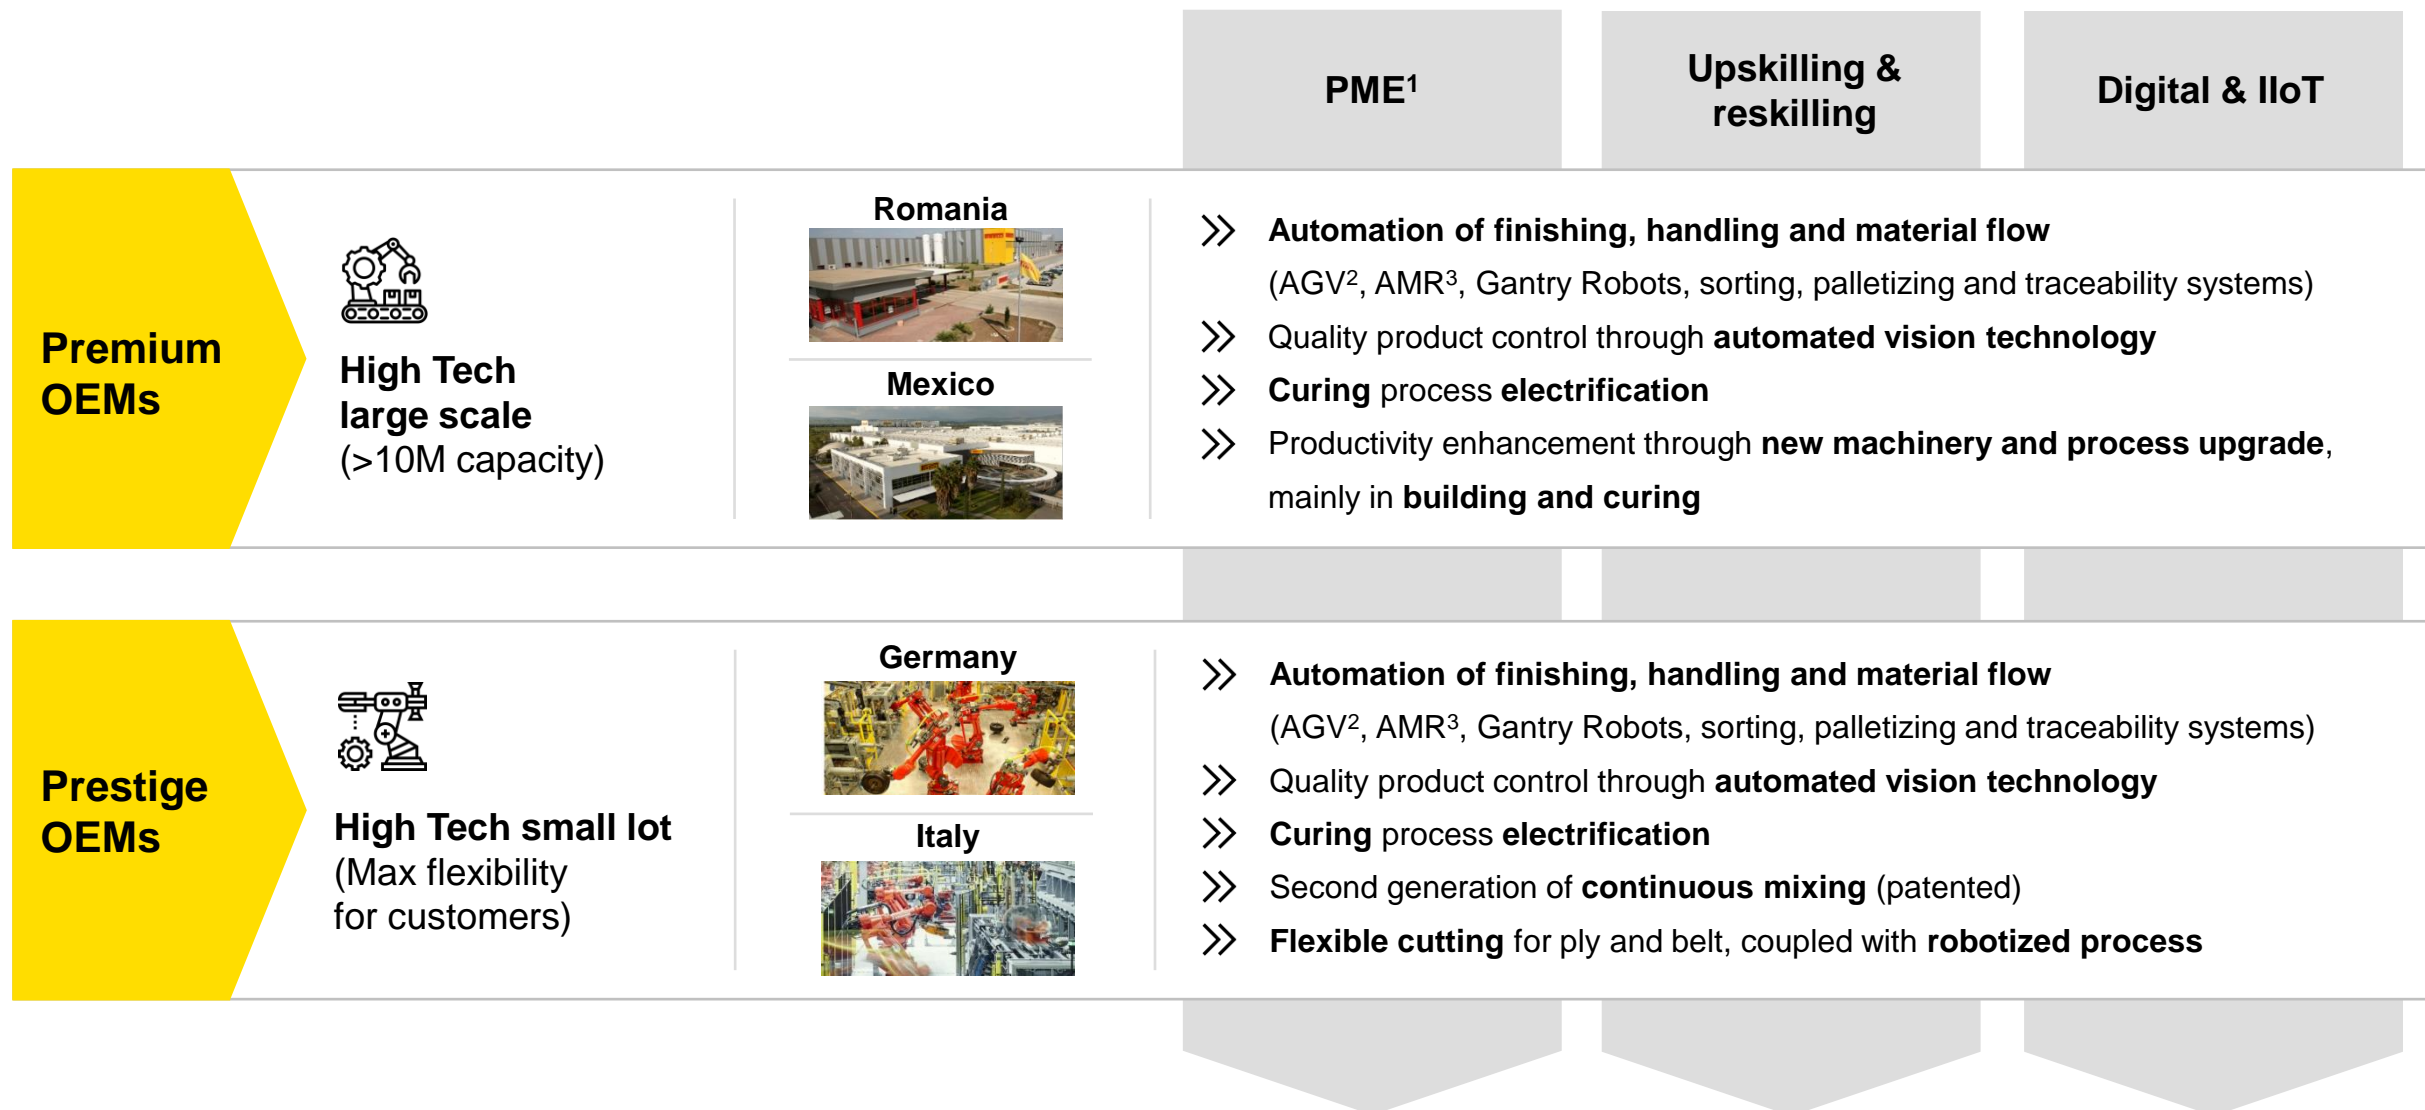 PME¹
Upskilling &
reskilling
Digital & IIoT
Premium
OEMs
High Tech
large scale
(>10M capacity)
Romania
Mexico
Automation of finishing, handling and material flow
(AGV², AMR³, Gantry Robots, sorting, palletizing and traceability systems)
Quality product control through automated vision technology
Curing process electrification
Productivity enhancement through new machinery and process upgrade,
mainly in building and curing
Prestige
OEMs
High Tech small lot
(Max flexibility
for customers)
Germany
Italy
Automation of finishing, handling and material flow
(AGV², AMR³, Gantry Robots, sorting, palletizing and traceability systems)
Quality product control through automated vision technology
Curing process electrification
Second generation of continuous mixing (patented)
Flexible cutting for ply and belt, coupled with robotized process